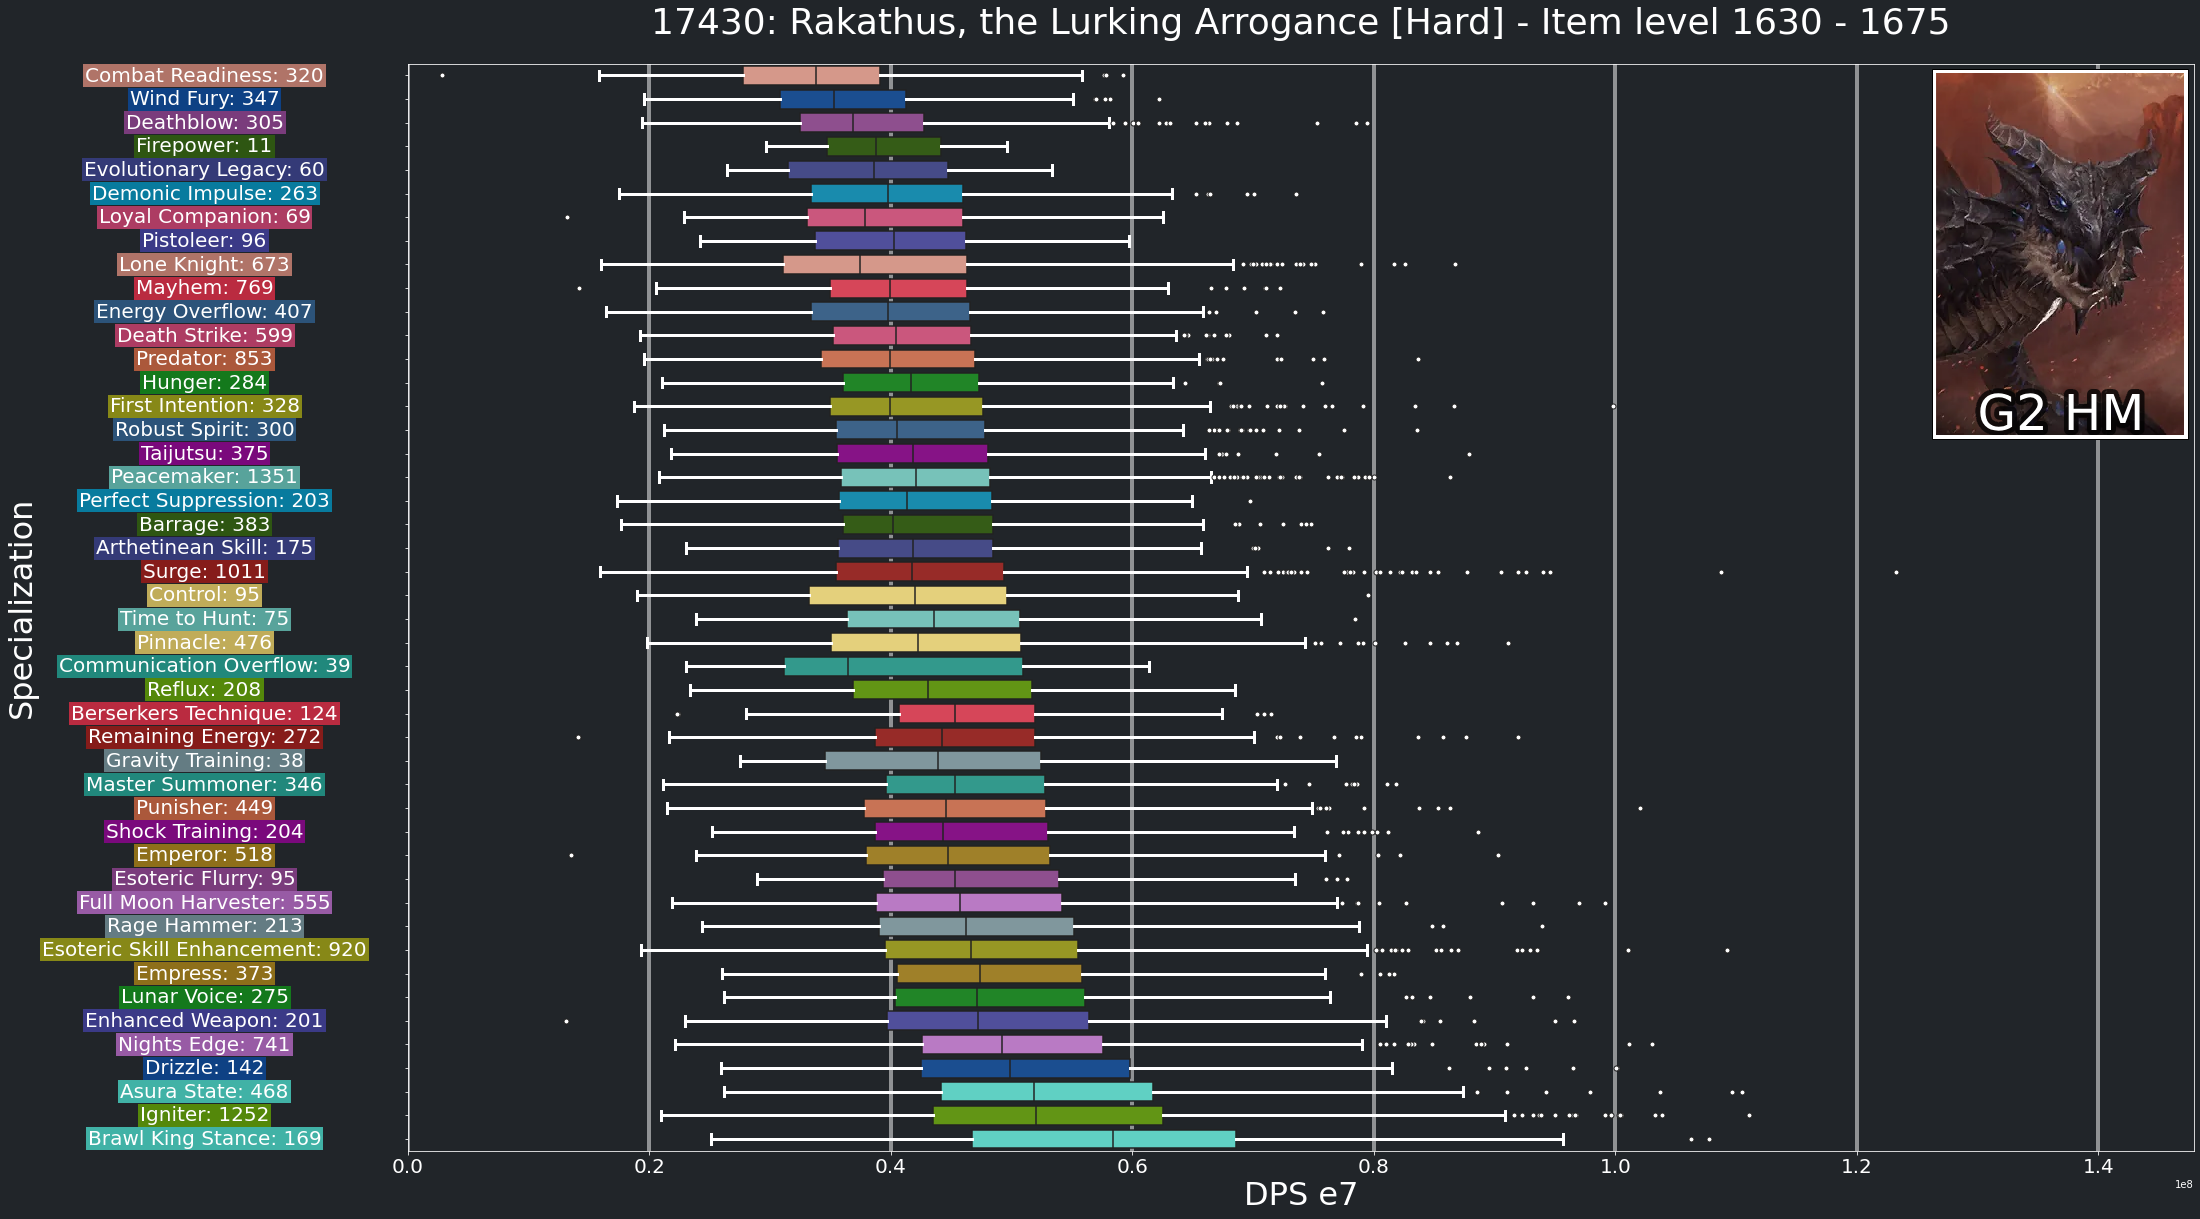 17430: Rakathus, the Lurking Arrogance [Hard] - Item level 1630 - 1675
Specialization
Combat Readiness: 320
Wind Fury: 347
Deathblow: 305
Firepower: 11
Evolutionary Legacy: 60
Demonic Impulse: 263
Loyal Companion: 69
Pistoleer: 96
Lone Knight: 673
Mayhem: 769
Energy Overflow: 407
Death Strike: 599
Predator: 853
Hunger: 284
First Intention: 328
Robust Spirit: 300
Taijutsu: 375
Peacemaker: 1351
Perfect Suppression: 203
Barrage: 383
Arthetinean Skill: 175
Surge: 1011
Control: 95
Time to Hunt: 75
Pinnacle: 476
Communication Overflow: 39
Reflux: 208
Berserkers Technique: 124
Remaining Energy: 272
Gravity Training: 38
Master Summoner: 346
Punisher: 449
Shock Training: 204
Emperor: 518
Esoteric Flurry: 95
Full Moon Harvester: 555
Rage Hammer: 213
Esoteric Skill Enhancement: 920
Empress: 373
Lunar Voice: 275
Enhanced Weapon: 201
Nights Edge: 741
Drizzle: 142
Asura State: 468
Igniter: 1252
Brawl King Stance: 169
G2 HM
0.0 0.2 0.4 0.6 0.8 1.0 1.2 1.4
1e8
DPS e7